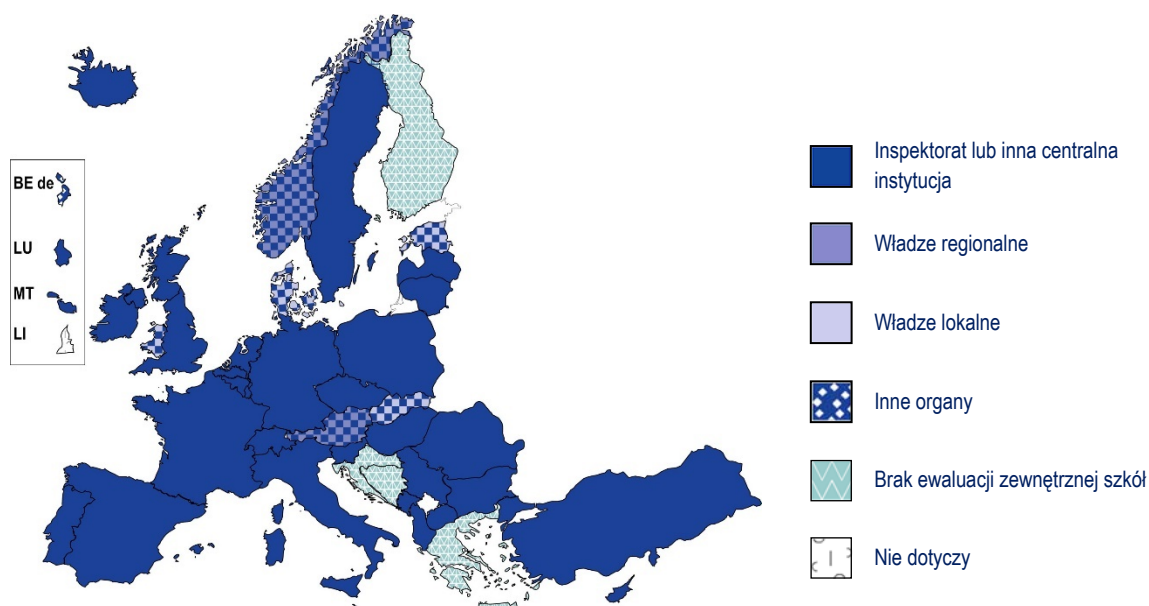 BE de
LU
MT
LI
Inspektorat lub inna centralna
instytucja
Władze regionalne
Władze lokalne
Inne organy
Brak ewaluacji zewnętrznej szkół
Nie dotyczy